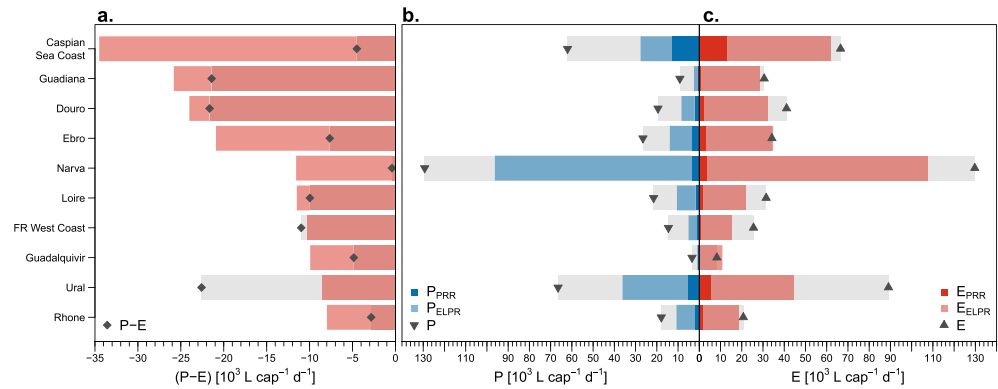 a.
b.
c.
Caspian
Sea Coast
Guadiana
Douro
Ebro
Narva
Loire
FR West Coast
Guadalquivir
Ural
Rhone
P−E
P_PRR
P_ELPR
P
E_PRR
E_ELPR
E
−35 −30 −25 −20 −15 −10 −5 0
130 90 80 70 60 50 40 30 20 10 0 10 20 30 40 50 60 70 80 90 110 130
(P−E) [10³ L cap⁻¹ d⁻¹]
P [10³ L cap⁻¹ d⁻¹]
E [10³ L cap⁻¹ d⁻¹]